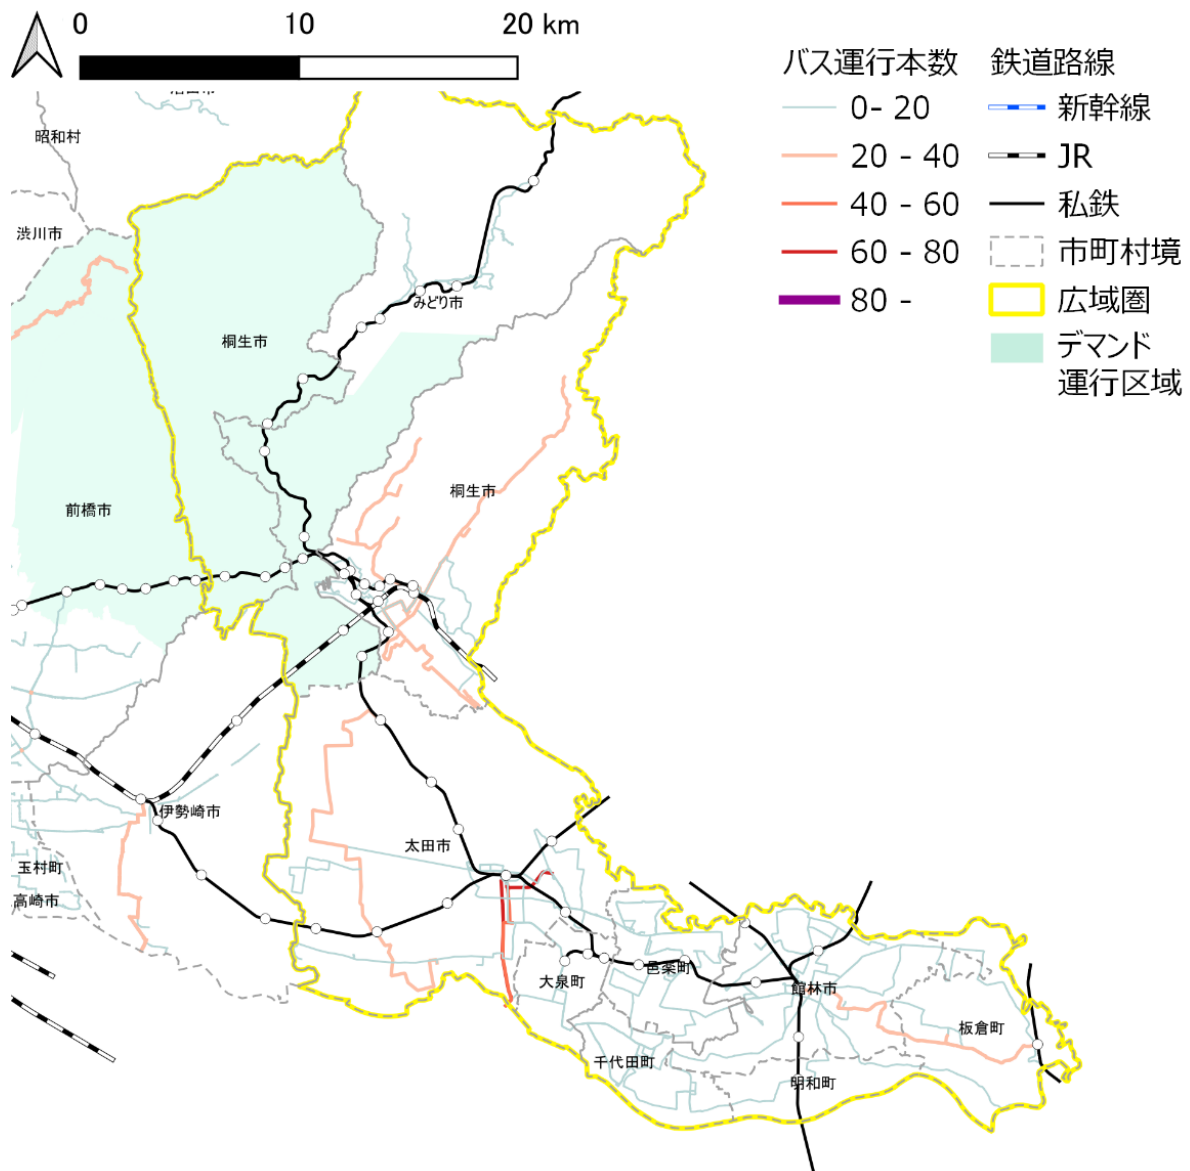 0 10 20 km
バス運行本数
0- 20
20 - 40
40 - 60
60 - 80
80 -
鉄道路線
新幹線
JR
私鉄
市町村境
広域圏
デマンド
運行区域
昭和村
渋川市
みどり市
桐生市
桐生市
前橋市
伊勢崎市
太田市
玉村町
高崎市
大泉町
邑楽町
館林市
板倉町
千代田町
明和町